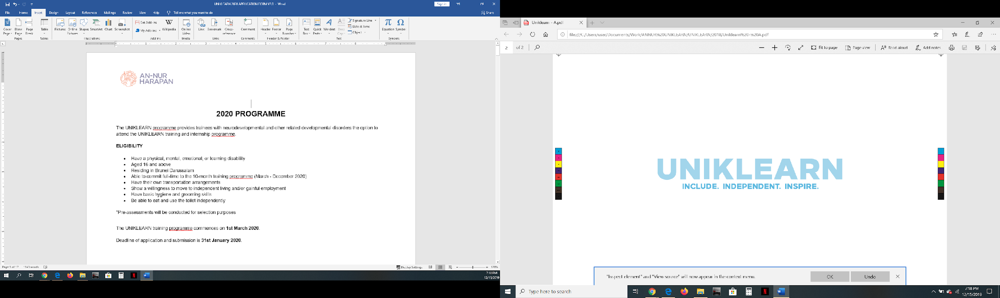 UNIKLEARN 2020 APPLICATION FORM V2.0 - Word
Sign in
File Home Insert Design Layout References Mailings Review View Help Tell me what you want to do
Share
Cover Page Blank Page Page Break Table Pictures Online Pictures Shapes SmartArt Chart Screenshot Get Add-ins My Add-ins Wikipedia Online Video Link Bookmark Cross-reference Comment Header Footer Page Number Text Box Quick Parts WordArt Drop Cap Signature Line Date & Time Object Equation Symbol
Pages Tables Illustrations Add-ins Media Links Comments Header & Footer Text Symbols
AN-NUR
HARAPAN
2020 PROGRAMME
The UNIKLEARN programme provides trainees with neurodevelopmental and other related developmental disorders the option to
attend the UNIKLEARN training and internship programme.
ELIGIBILITY
• Have a physical, mental, emotional, or learning disability
• Aged 16 and above
• Residing in Brunei Darussalam
• Able to commit full-time to the 10-month training programme (March - December 2020)
• Have their own transportation arrangements
• Show a willingness to move to independent living and/or gainful employment
• Have basic hygiene and grooming skills
• Be able to eat and use the toilet independently
*Pre-assessments will be conducted for selection purposes
The UNIKLEARN training programme commences on 1st March 2020.
Deadline of application and submission is 31st January 2020.
Page 1 of 17 1143 words
Display Settings
120%
7:18 PM
12/15/2019
Uniklearn - A.pdf
file:///C:/Users/user/Documents/Work/ANNUR%20UNIKLEARN/UNIKLEARN/2018/Uniklearn%20-%20A.pdf
2 of 2
Fit to page Page view Read aloud Add notes
UNIKLEARN
INCLUDE. INDEPENDENT. INSPIRE.
"Inspect element" and "View source" will now appear in the context menu.
OK Undo
Type here to search
7:18 PM
12/15/2019